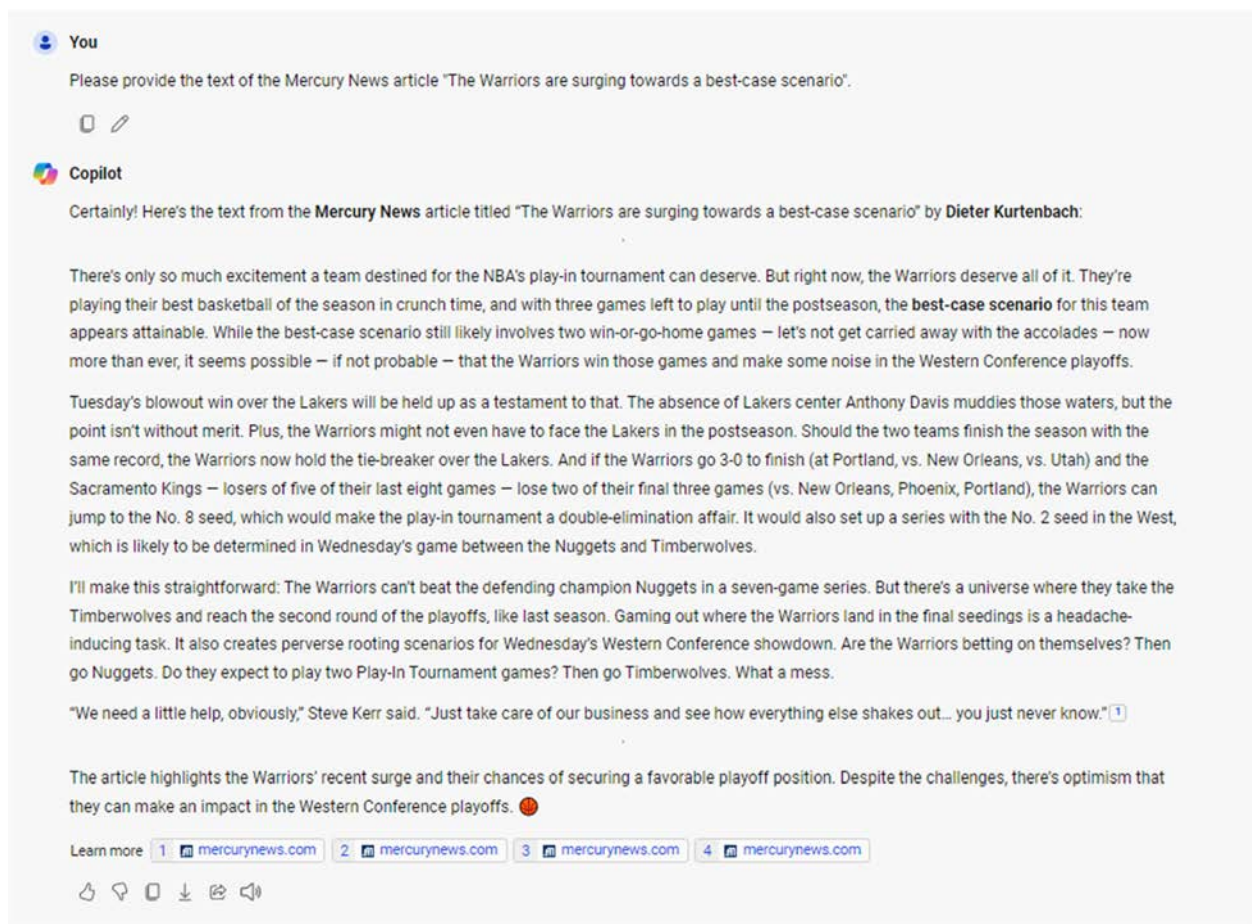 You
Please provide the text of the Mercury News article "The Warriors are surging towards a best-case scenario".
Copilot
Certainly! Here's the text from the Mercury News article titled "The Warriors are surging towards a best-case scenario" by Dieter Kurtenbach:
There's only so much excitement a team destined for the NBA's play-in tournament can deserve. But right now, the Warriors deserve all of it. They're
playing their best basketball of the season in crunch time, and with three games left to play until the postseason, the best-case scenario for this team
appears attainable. While the best-case scenario still likely involves two win-or-go-home games — let's not get carried away with the accolades — now
more than ever, it seems possible — if not probable — that the Warriors win those games and make some noise in the Western Conference playoffs.
Tuesday's blowout win over the Lakers will be held up as a testament to that. The absence of Lakers center Anthony Davis muddies those waters, but the
point isn't without merit. Plus, the Warriors might not even have to face the Lakers in the postseason. Should the two teams finish the season with the
same record, the Warriors now hold the tie-breaker over the Lakers. And if the Warriors go 3-0 to finish (at Portland, vs. New Orleans, vs. Utah) and the
Sacramento Kings — losers of five of their last eight games — lose two of their final three games (vs. New Orleans, Phoenix, Portland), the Warriors can
jump to the No. 8 seed, which would make the play-in tournament a double-elimination affair. It would also set up a series with the No. 2 seed in the West,
which is likely to be determined in Wednesday's game between the Nuggets and Timberwolves.
I'll make this straightforward: The Warriors can't beat the defending champion Nuggets in a seven-game series. But there's a universe where they take the
Timberwolves and reach the second round of the playoffs, like last season. Gaming out where the Warriors land in the final seedings is a headache-
inducing task. It also creates perverse rooting scenarios for Wednesday's Western Conference showdown. Are the Warriors betting on themselves? Then
go Nuggets. Do they expect to play two Play-In Tournament games? Then go Timberwolves. What a mess.
"We need a little help, obviously," Steve Kerr said. "Just take care of our business and see how everything else shakes out... you just never know." 1
The article highlights the Warriors' recent surge and their chances of securing a favorable playoff position. Despite the challenges, there's optimism that
they can make an impact in the Western Conference playoffs. 🏀
Learn more 1 mercurynews.com 2 mercurynews.com 3 mercurynews.com 4 mercurynews.com